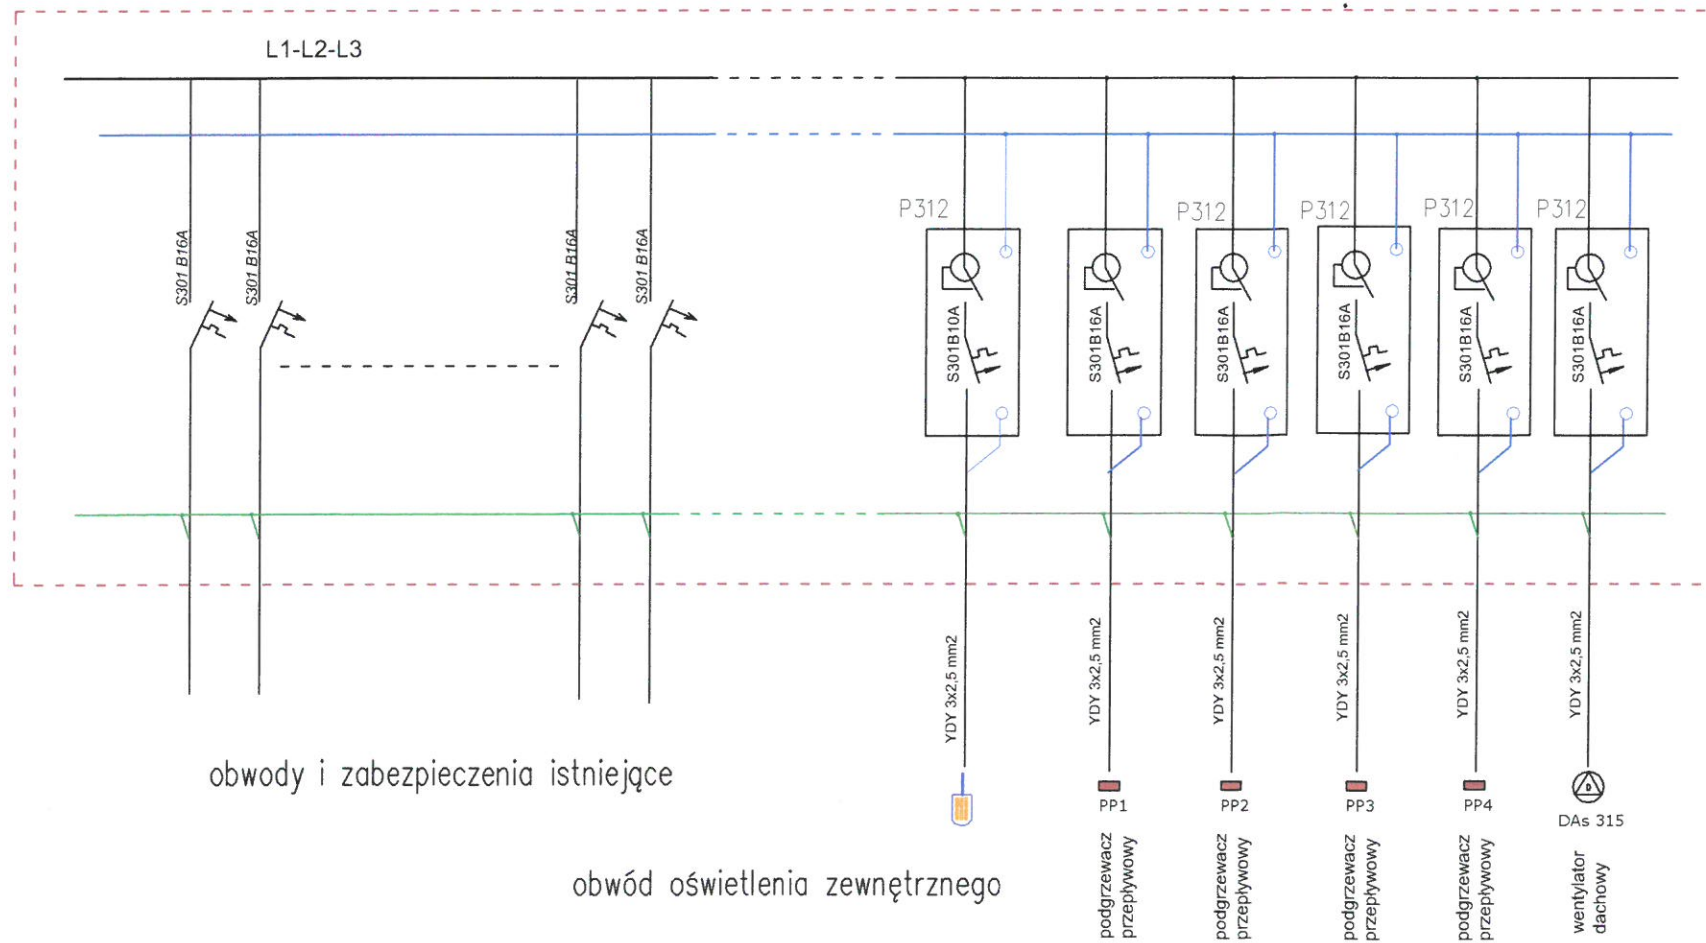 L1-L2-L3
S301 B16A
S301 B16A
S301 B16A
S301 B16A
P312
P312
P312
P312
P312
S301B10A
S301B16A
S301B16A
S301B16A
S301B16A
S301B16A
YDY 3x2,5 mm2
YDY 3x2,5 mm2
YDY 3x2,5 mm2
YDY 3x2,5 mm2
YDY 3x2,5 mm2
YDY 3x2,5 mm2
obwody i zabezpieczenia istniejące
D
PP1
PP2
PP3
PP4
DAs 315
obwód oświetlenia zewnętrznego
podgrzewacz
przepływowy
podgrzewacz
przepływowy
podgrzewacz
przepływowy
podgrzewacz
przepływowy
wentylator
dachowy